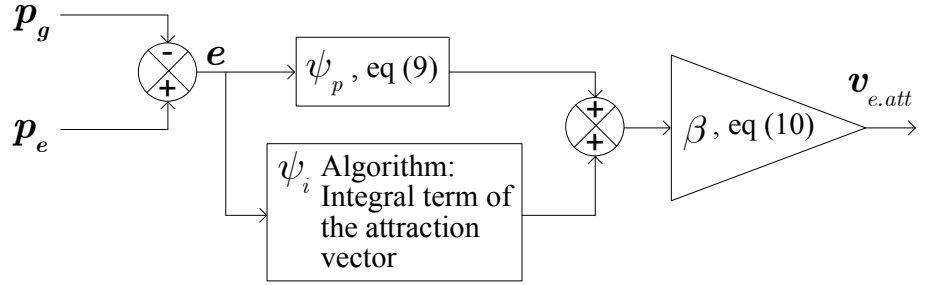 p_g
-
+
p_e
e
ψ_p , eq (9)
ψ_i Algorithm:
Integral term of
the attraction
vector
+
+
β , eq (10)
v_e.att